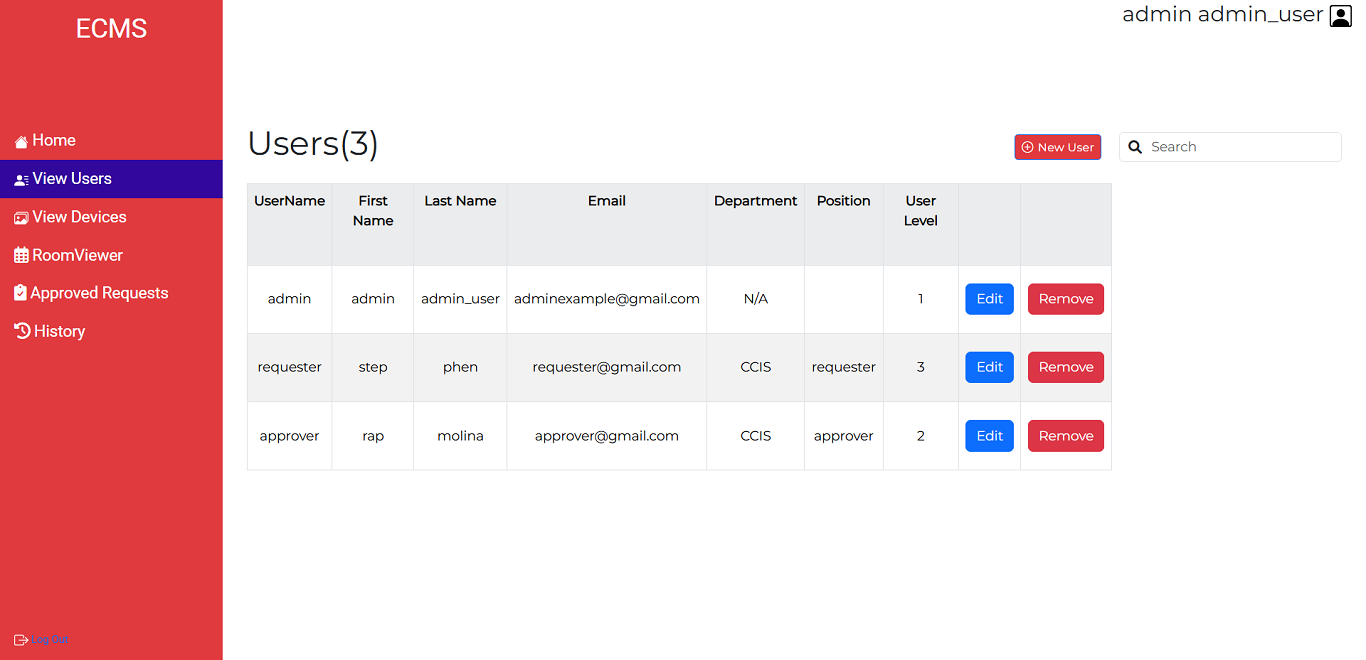 ECMS
admin admin_user
Home
View Users
View Devices
RoomViewer
Approved Requests
History
Log Out
Users(3)
New User
Search
UserName First Name Last Name Email Department Position User Level
admin admin admin_user adminexample@gmail.com N/A 1 Edit Remove
requester step phen requester@gmail.com CCIS requester 3 Edit Remove
approver rap molina approver@gmail.com CCIS approver 2 Edit Remove